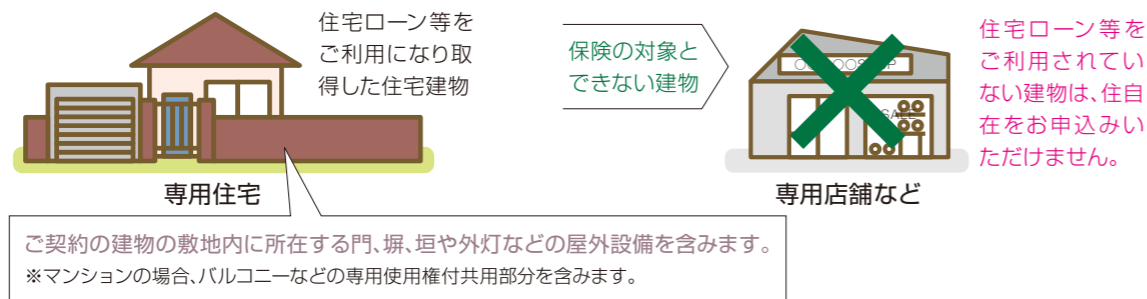 住宅ローン等を
ご利用になり取
得した住宅建物
専用住宅
ご契約の建物の敷地内に所在する門、塀、垣や外灯などの屋外設備を含みます。
※マンションの場合、バルコニーなどの専用使用権付共用部分を含みます。
保険の対象と
できない建物
SALE
専用店舗など
住宅ローン等を
ご利用されてい
ない建物は、住自
在をお申込みい
ただけません。